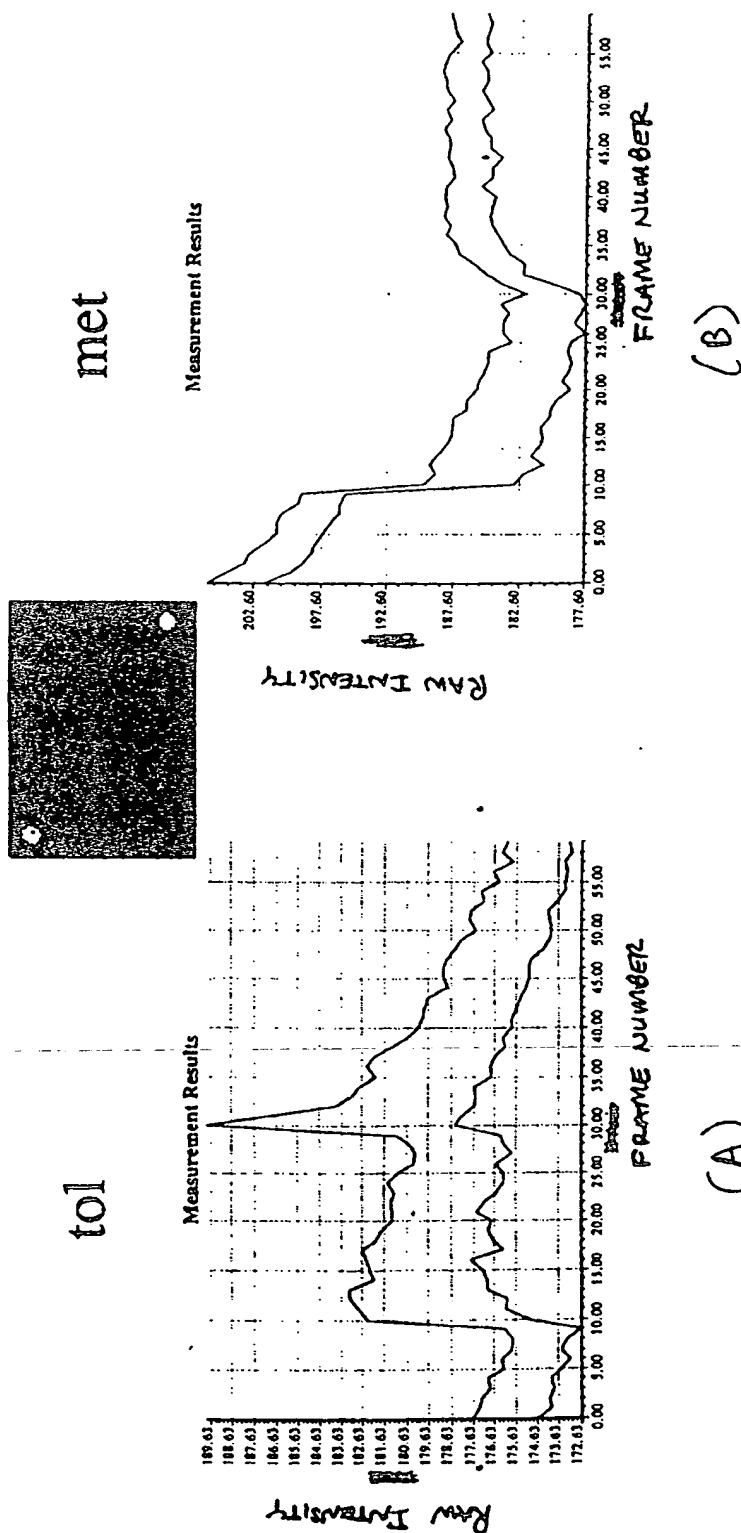 tol
Measurement Results
RAW INTENSITY
189.63
188.63
187.63
186.63
185.63
184.63
183.63
182.63
181.63
180.63
179.63
178.63
177.63
176.63
175.63
174.63
173.63
172.63
0.00 5.00 10.00 15.00 20.00 25.00 30.00 35.00 40.00 45.00 50.00 55.00
FRAME NUMBER
(A)
met
Measurement Results
RAW INTENSITY
202.60
197.60
192.60
187.60
182.60
177.60
0.00 5.00 10.00 15.00 20.00 25.00 30.00 35.00 40.00 45.00 50.00 55.00
FRAME NUMBER
(B)